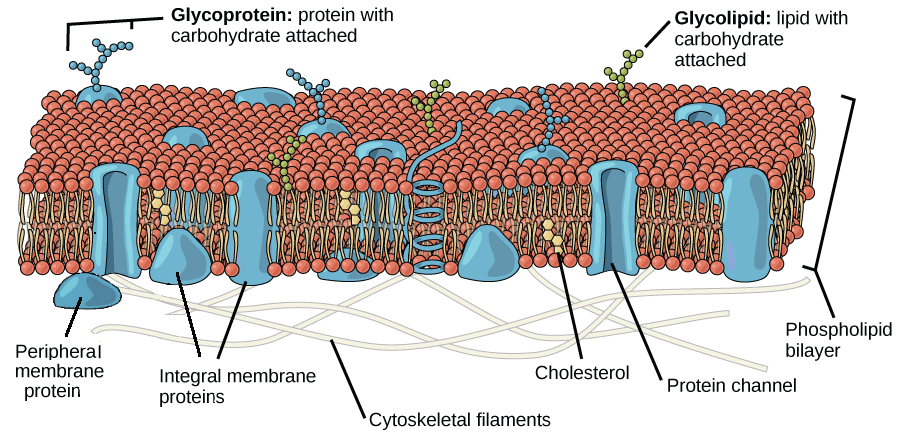 Glycoprotein: protein with
carbohydrate attached
Glycolipid: lipid with
carbohydrate
attached
Phospholipid
bilayer
Peripheral
membrane
protein
Integral membrane
proteins
Cholesterol
Protein channel
Cytoskeletal filaments